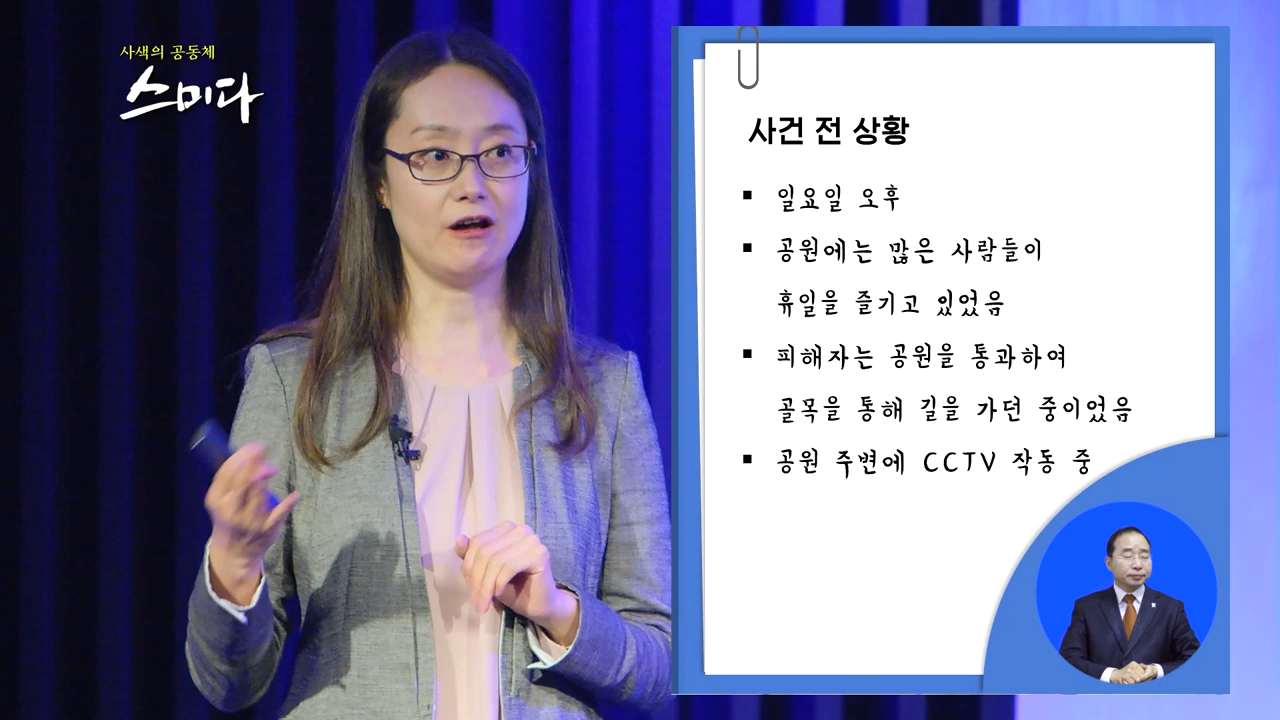 사색의 공동체
스미다
사건 전 상황
▪ 일요일 오후
▪ 공원에는 많은 사람들이
휴일을 즐기고 있었음
▪ 피해자는 공원을 통과하여
골목을 통해 길을 가던 중이었음
▪ 공원 주변에 CCTV 작동 중